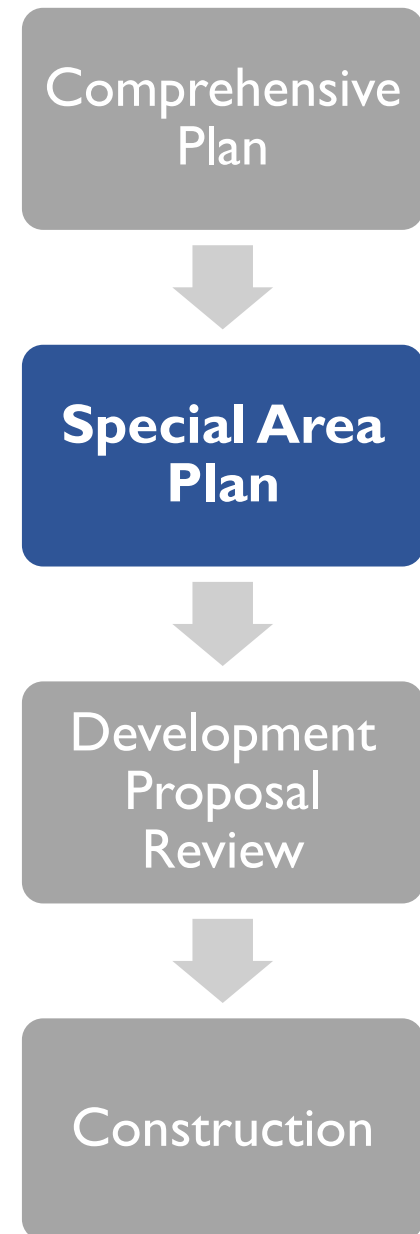 Comprehensive
Plan
Special Area
Plan
Development
Proposal
Review
Construction